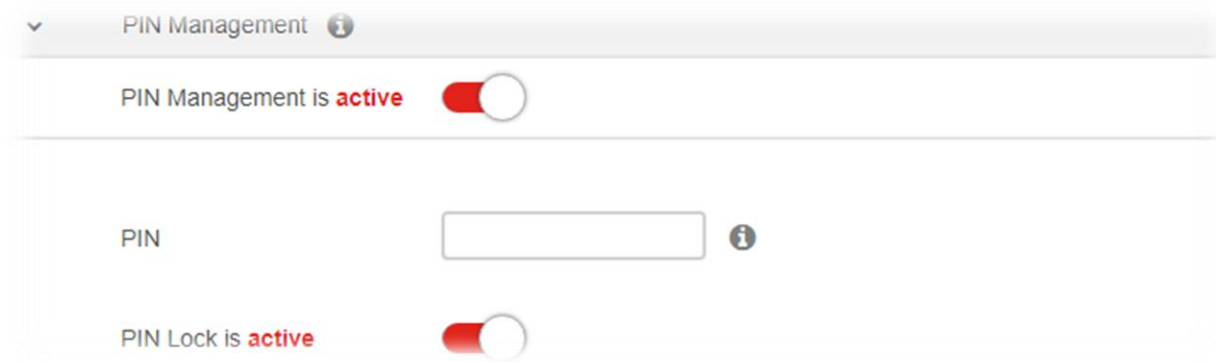 PIN Management
PIN Management is active
PIN
PIN Lock is active